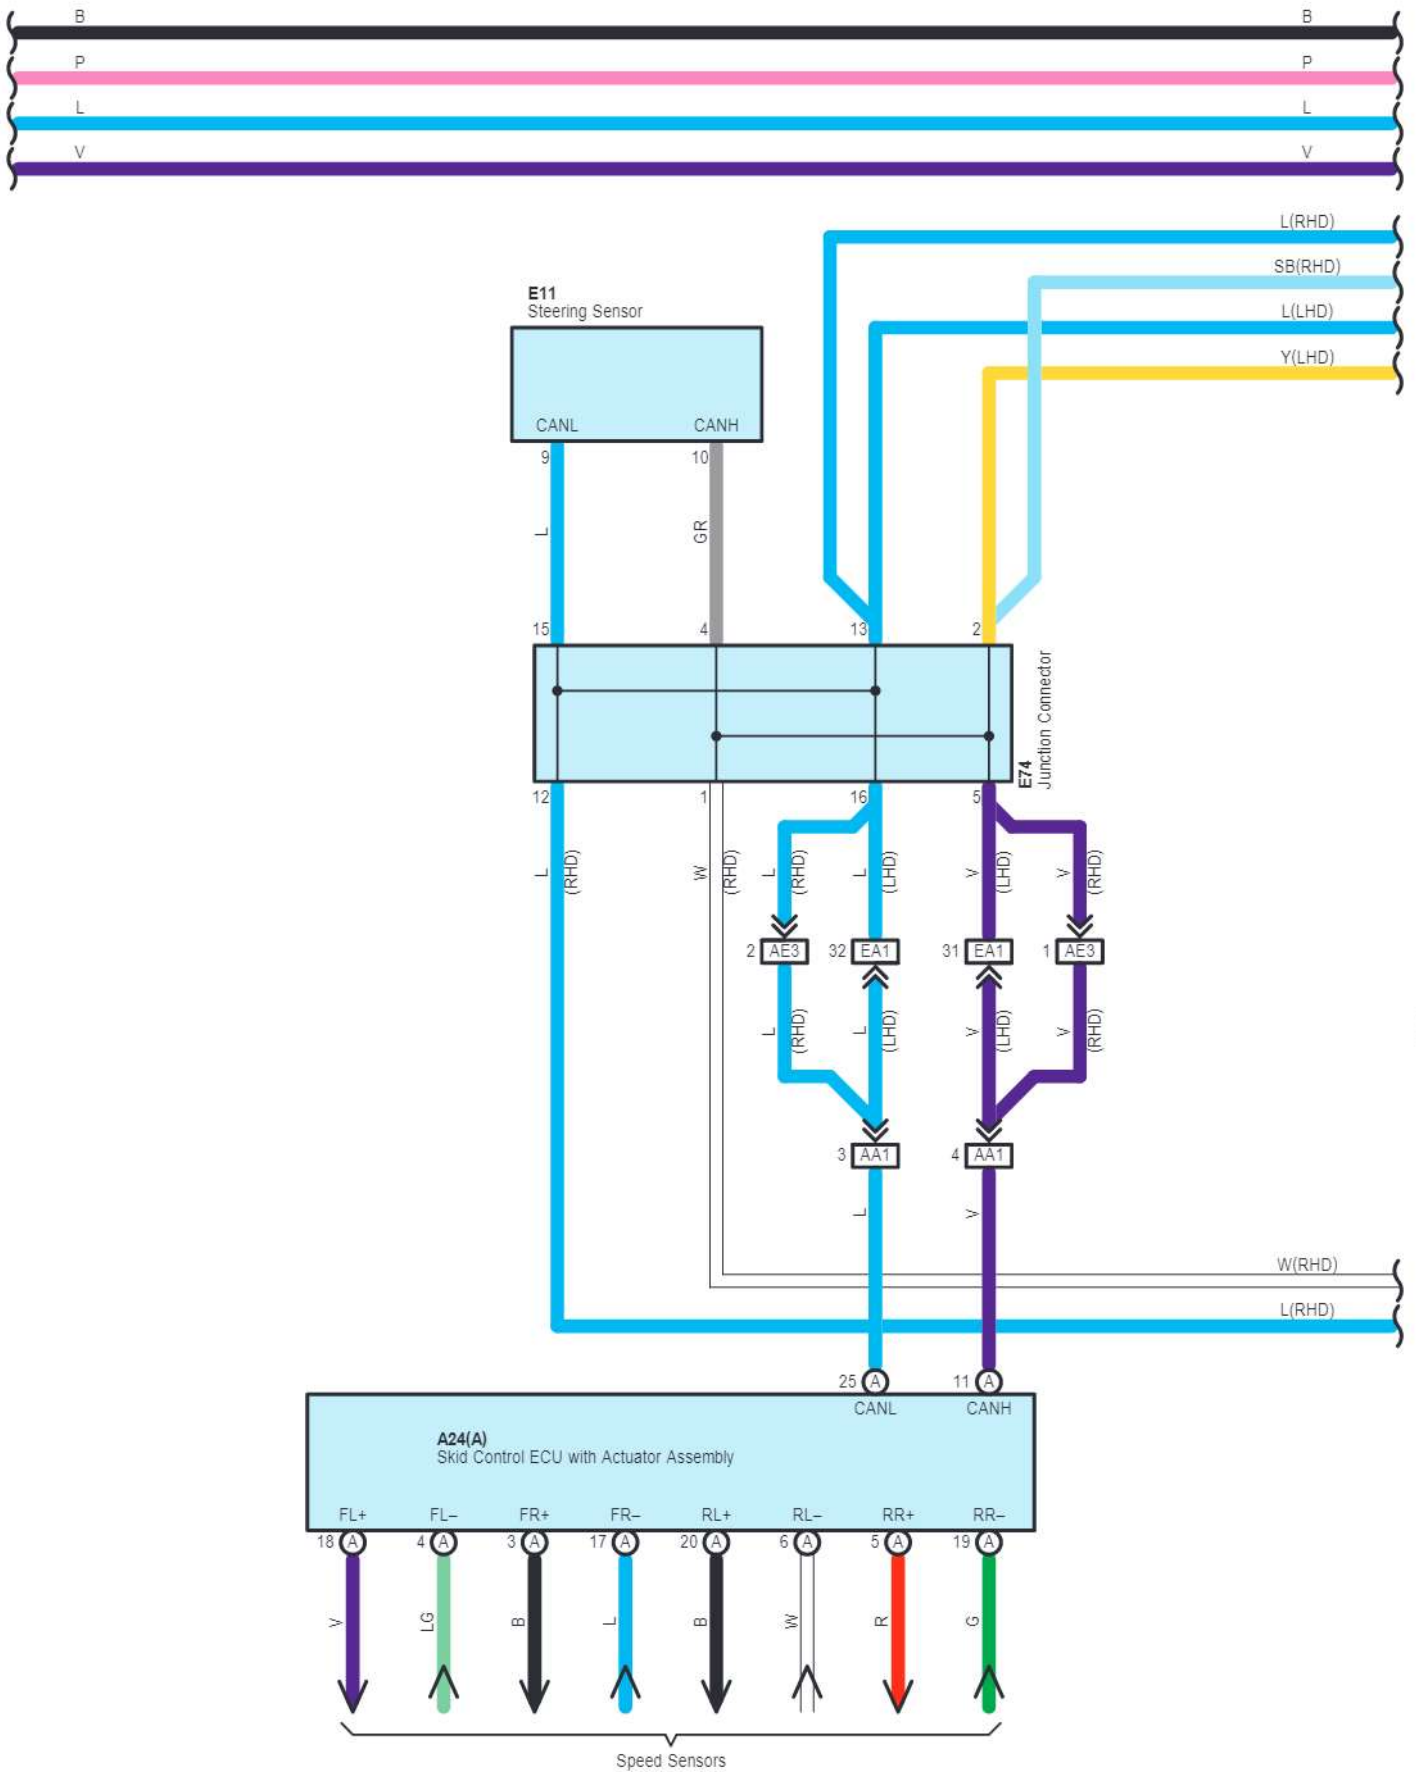 B B
P P
L L
V V
L(RHD)
SB(RHD)
E11
Steering Sensor
L(LHD)
Y(LHD)
CANL CANH
9 10
L GR
15 4 13 2
E74
Junction Connector
12 1 16 5
L (RHD) W (RHD) L (RHD) L (LHD) V (LHD) V (RHD)
2 AE3 32 EA1 31 EA1 1 AE3
L (RHD) L (LHD) V (LHD) V (RHD)
3 AA1 4 AA1
L V
W(RHD)
L(RHD)
25 A 11 A
CANL CANH
A24(A)
Skid Control ECU with Actuator Assembly
FL+ FL– FR+ FR– RL+ RL– RR+ RR–
18 A 4 A 3 A 17 A 20 A 6 A 5 A 19 A
V LG B L B W R G
Speed Sensors